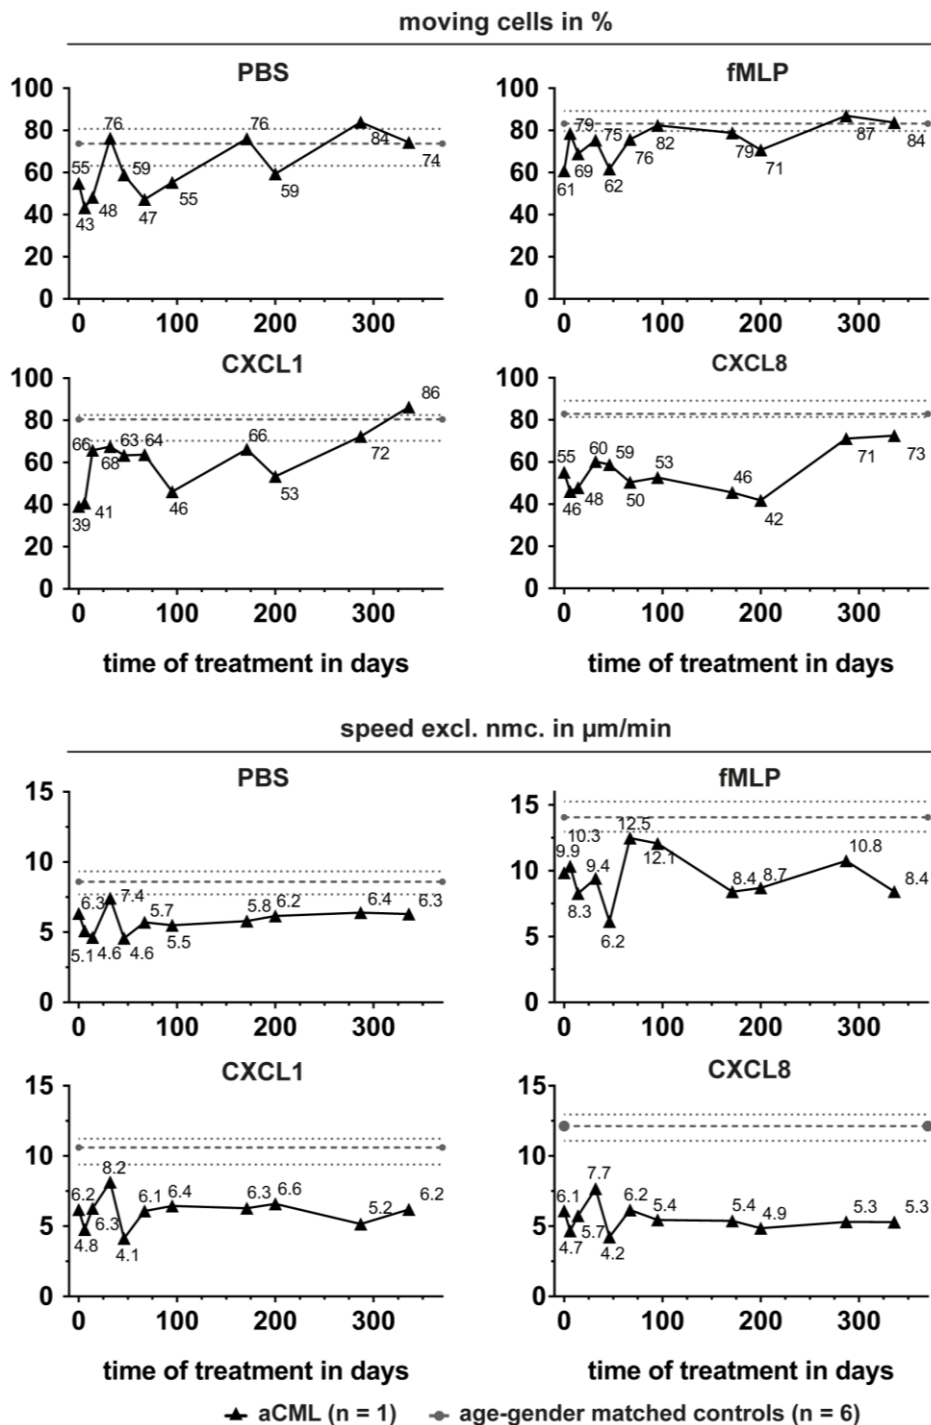 moving cells in %
PBS
fMLP
100
80
60
40
20
0
0 100 200 300
55 43 48 76 59 47 55 76 59 84 74
100
80
60
40
20
0
0 100 200 300
61 79 69 75 62 76 82 79 71 87 84
CXCL1
CXCL8
100
80
60
40
20
0
0 100 200 300
39 41 66 68 63 64 46 66 53 72 86
100
80
60
40
20
0
0 100 200 300
55 46 48 60 59 50 53 46 42 71 73
time of treatment in days
time of treatment in days
speed excl. nmc. in µm/min
PBS
fMLP
15
10
5
0
0 100 200 300
6.3 5.1 4.6 7.4 4.6 5.7 5.5 5.8 6.2 6.4 6.3
15
10
5
0
0 100 200 300
9.9 10.3 8.3 9.4 6.2 12.5 12.1 8.4 8.7 10.8 8.4
CXCL1
CXCL8
15
10
5
0
0 100 200 300
6.2 4.8 6.3 8.2 4.1 6.1 6.4 6.3 6.6 5.2 6.2
15
10
5
0
0 100 200 300
6.1 4.7 5.7 7.7 4.2 6.2 5.4 5.4 4.9 5.3 5.3
time of treatment in days
time of treatment in days
aCML (n = 1)
age-gender matched controls (n = 6)